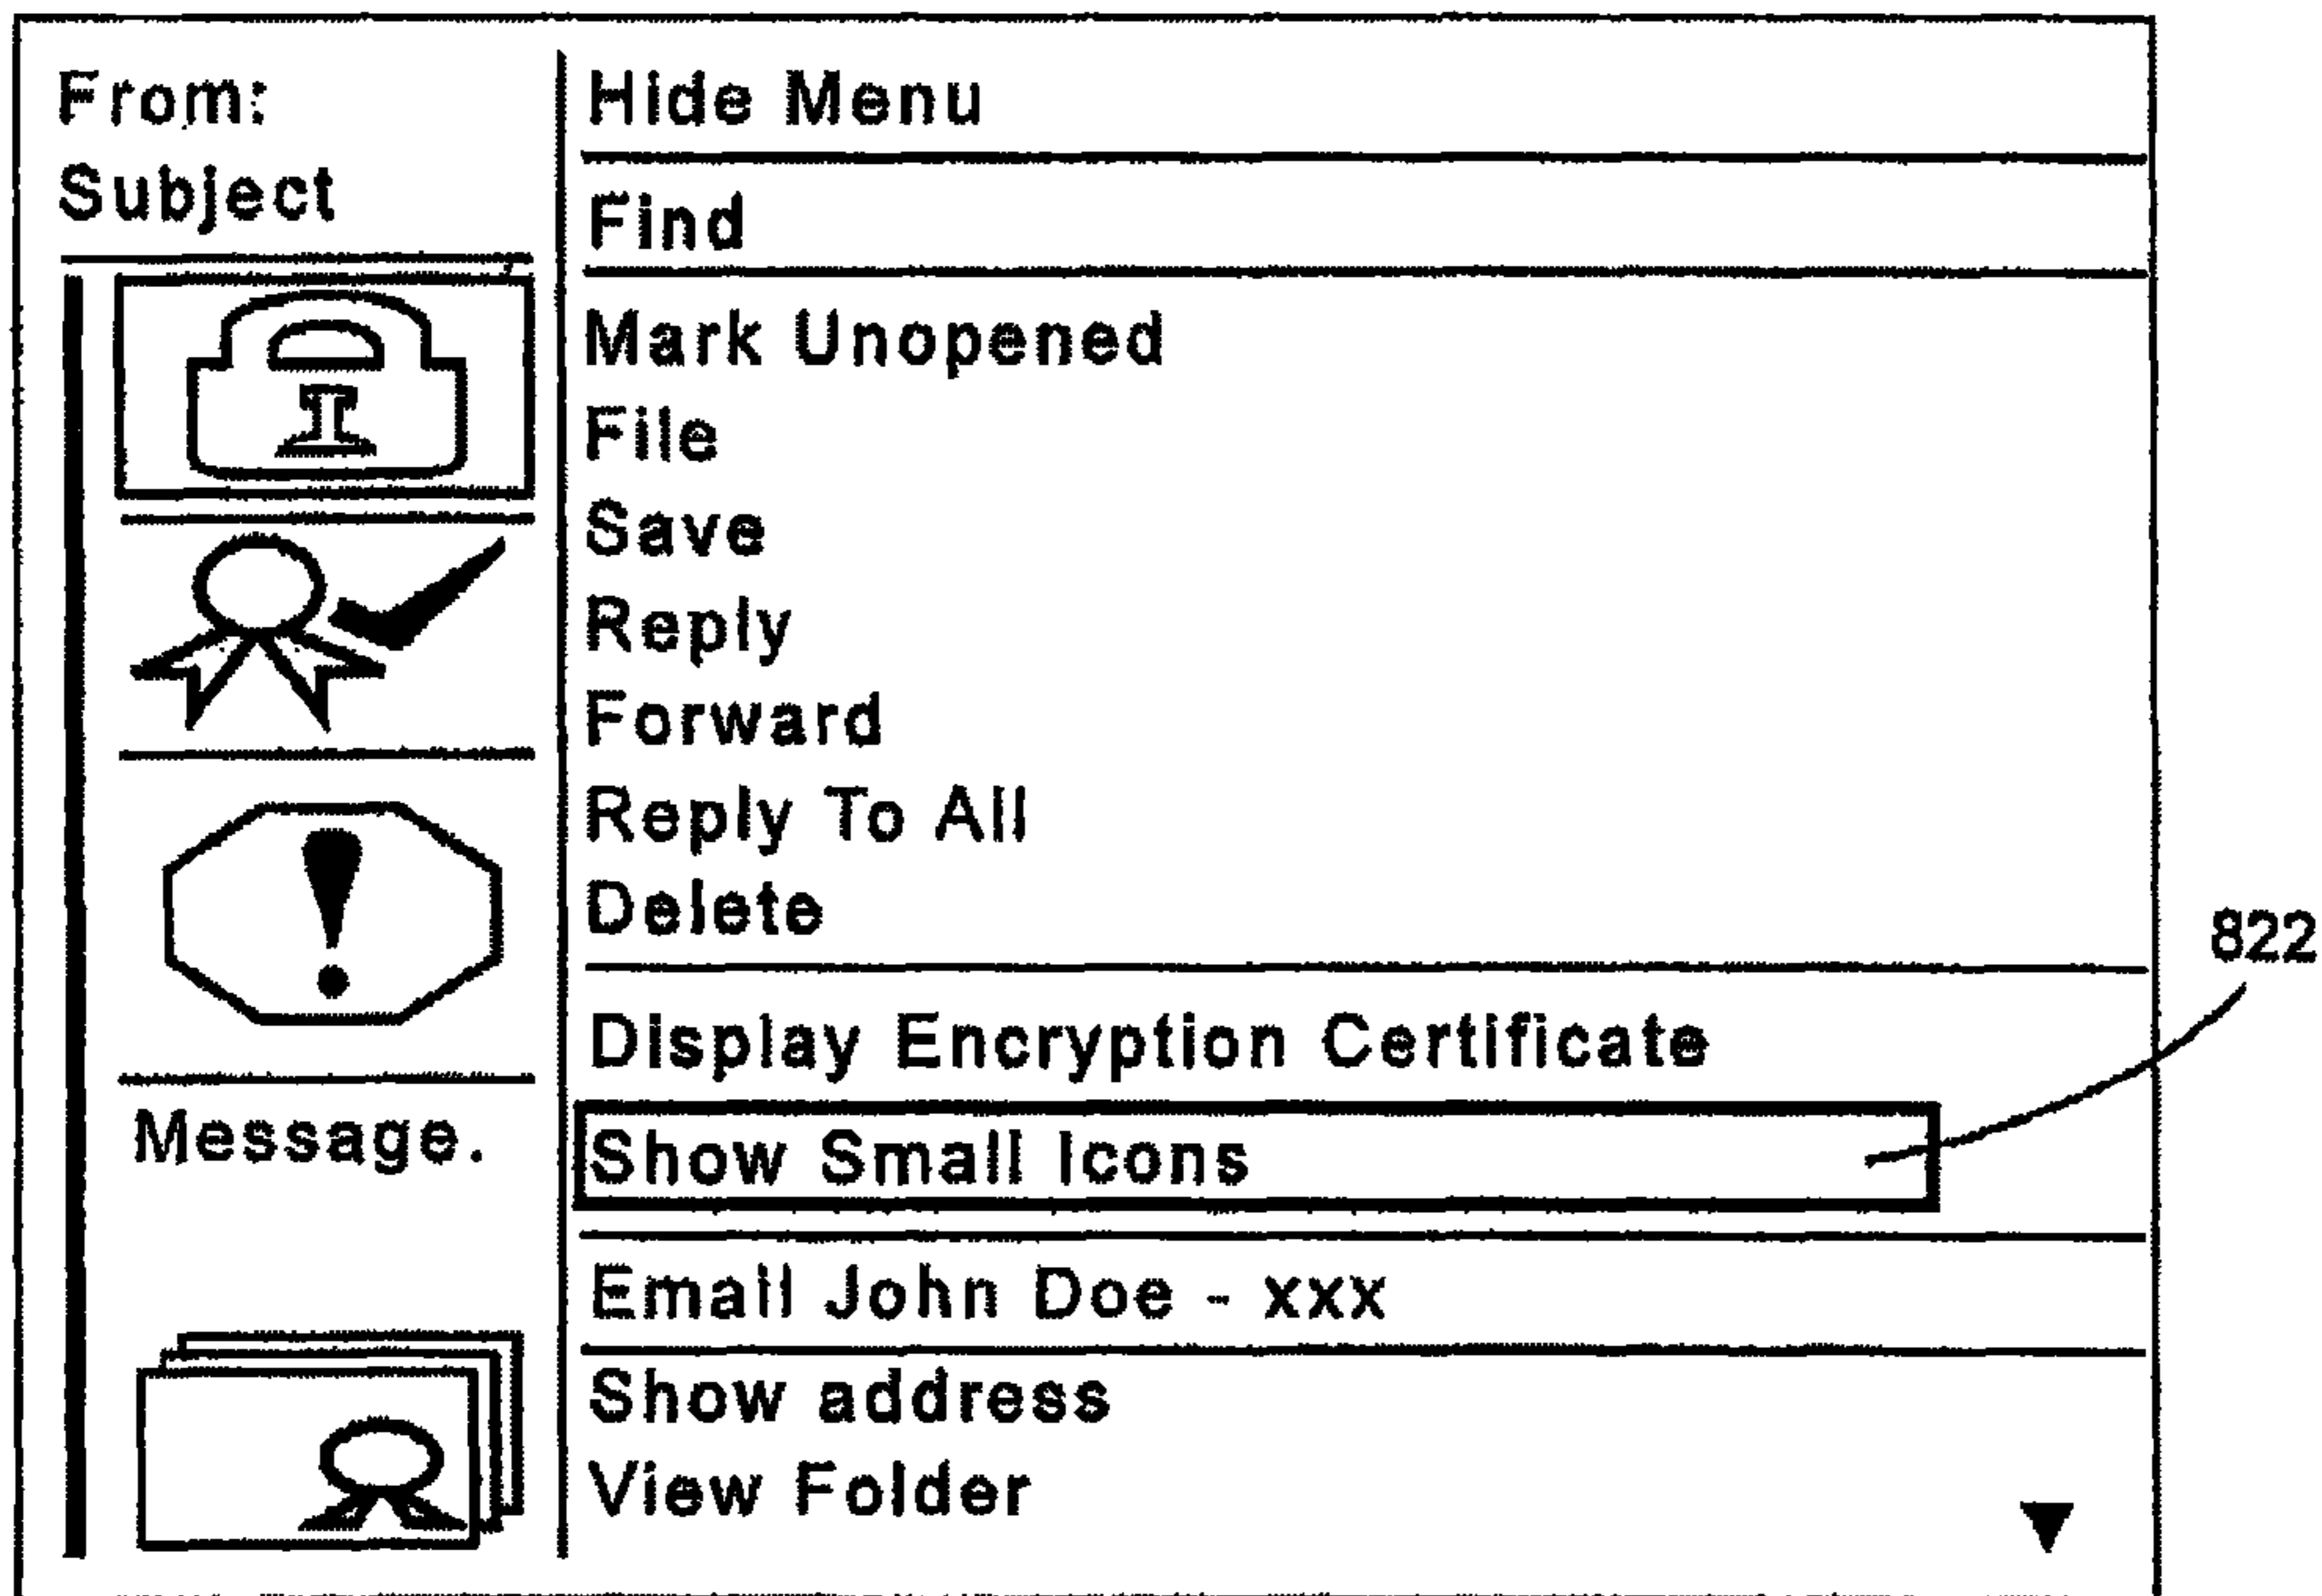 From:
Subject
Message.
Hide Menu
Find
Mark Unopened
File
Save
Reply
Forward
Reply To All
Delete
Display Encryption Certificate
Show Small Icons
Email John Doe - xxx
Show address
View Folder
822